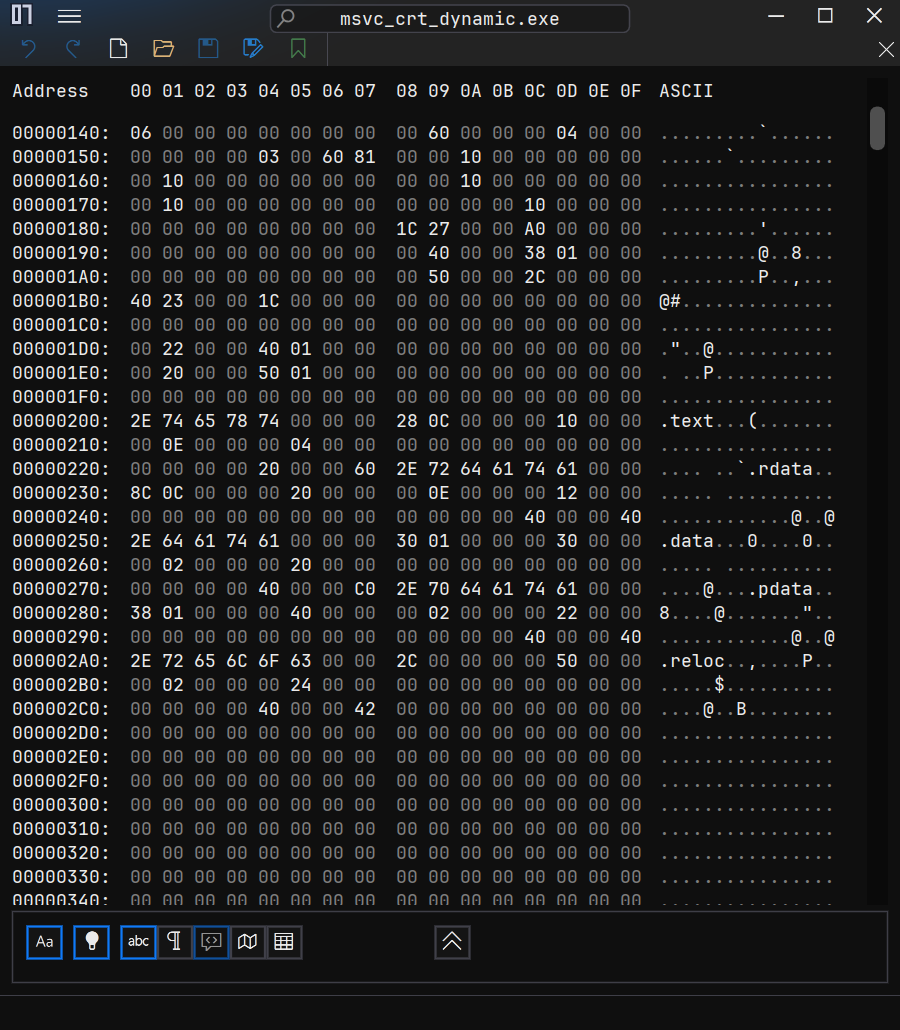 msvc_crt_dynamic.exe
Address 00 01 02 03 04 05 06 07 08 09 0A 0B 0C 0D 0E 0F ASCII
00000140: 06 00 00 00 00 00 00 00 00 60 00 00 00 04 00 00 .........`......
00000150: 00 00 00 00 03 00 60 81 00 00 10 00 00 00 00 00 ......`.........
00000160: 00 10 00 00 00 00 00 00 00 00 10 00 00 00 00 00 ................
00000170: 00 10 00 00 00 00 00 00 00 00 00 00 10 00 00 00 ................
00000180: 00 00 00 00 00 00 00 00 1C 27 00 00 A0 00 00 00 .........'......
00000190: 00 00 00 00 00 00 00 00 00 40 00 00 38 01 00 00 .........@..8...
000001A0: 00 00 00 00 00 00 00 00 00 50 00 00 2C 00 00 00 .........P..,...
000001B0: 40 23 00 00 1C 00 00 00 00 00 00 00 00 00 00 00 @#..............
000001C0: 00 00 00 00 00 00 00 00 00 00 00 00 00 00 00 00 ................
000001D0: 00 22 00 00 40 01 00 00 00 00 00 00 00 00 00 00 ."..@...........
000001E0: 00 20 00 00 50 01 00 00 00 00 00 00 00 00 00 00 . ..P...........
000001F0: 00 00 00 00 00 00 00 00 00 00 00 00 00 00 00 00 ................
00000200: 2E 74 65 78 74 00 00 00 28 0C 00 00 00 10 00 00 .text...(.......
00000210: 00 0E 00 00 00 04 00 00 00 00 00 00 00 00 00 00 ................
00000220: 00 00 00 00 20 00 00 60 2E 72 64 61 74 61 00 00 .... ..`.rdata..
00000230: 8C 0C 00 00 00 20 00 00 00 0E 00 00 00 12 00 00 ..... ..........
00000240: 00 00 00 00 00 00 00 00 00 00 00 00 40 00 00 40 ............@..@
00000250: 2E 64 61 74 61 00 00 00 30 01 00 00 00 30 00 00 .data...0....0..
00000260: 00 02 00 00 00 20 00 00 00 00 00 00 00 00 00 00 ..... ..........
00000270: 00 00 00 00 40 00 00 C0 2E 70 64 61 74 61 00 00 ....@....pdata..
00000280: 38 01 00 00 00 40 00 00 00 02 00 00 00 22 00 00 8....@.......".. 
00000290: 00 00 00 00 00 00 00 00 00 00 00 00 40 00 00 40 ............@..@
000002A0: 2E 72 65 6C 6F 63 00 00 2C 00 00 00 00 50 00 00 .reloc..,....P..
000002B0: 00 02 00 00 00 24 00 00 00 00 00 00 00 00 00 00 .....$..........
000002C0: 00 00 00 00 40 00 00 42 00 00 00 00 00 00 00 00 ....@..B........
000002D0: 00 00 00 00 00 00 00 00 00 00 00 00 00 00 00 00 ................
000002E0: 00 00 00 00 00 00 00 00 00 00 00 00 00 00 00 00 ................
000002F0: 00 00 00 00 00 00 00 00 00 00 00 00 00 00 00 00 ................
00000300: 00 00 00 00 00 00 00 00 00 00 00 00 00 00 00 00 ................
00000310: 00 00 00 00 00 00 00 00 00 00 00 00 00 00 00 00 ................
00000320: 00 00 00 00 00 00 00 00 00 00 00 00 00 00 00 00 ................
00000330: 00 00 00 00 00 00 00 00 00 00 00 00 00 00 00 00 ................
00000340: 00 00 00 00 00 00 00 00 00 00 00 00 00 00 00 00 ................
Aa abc ¶